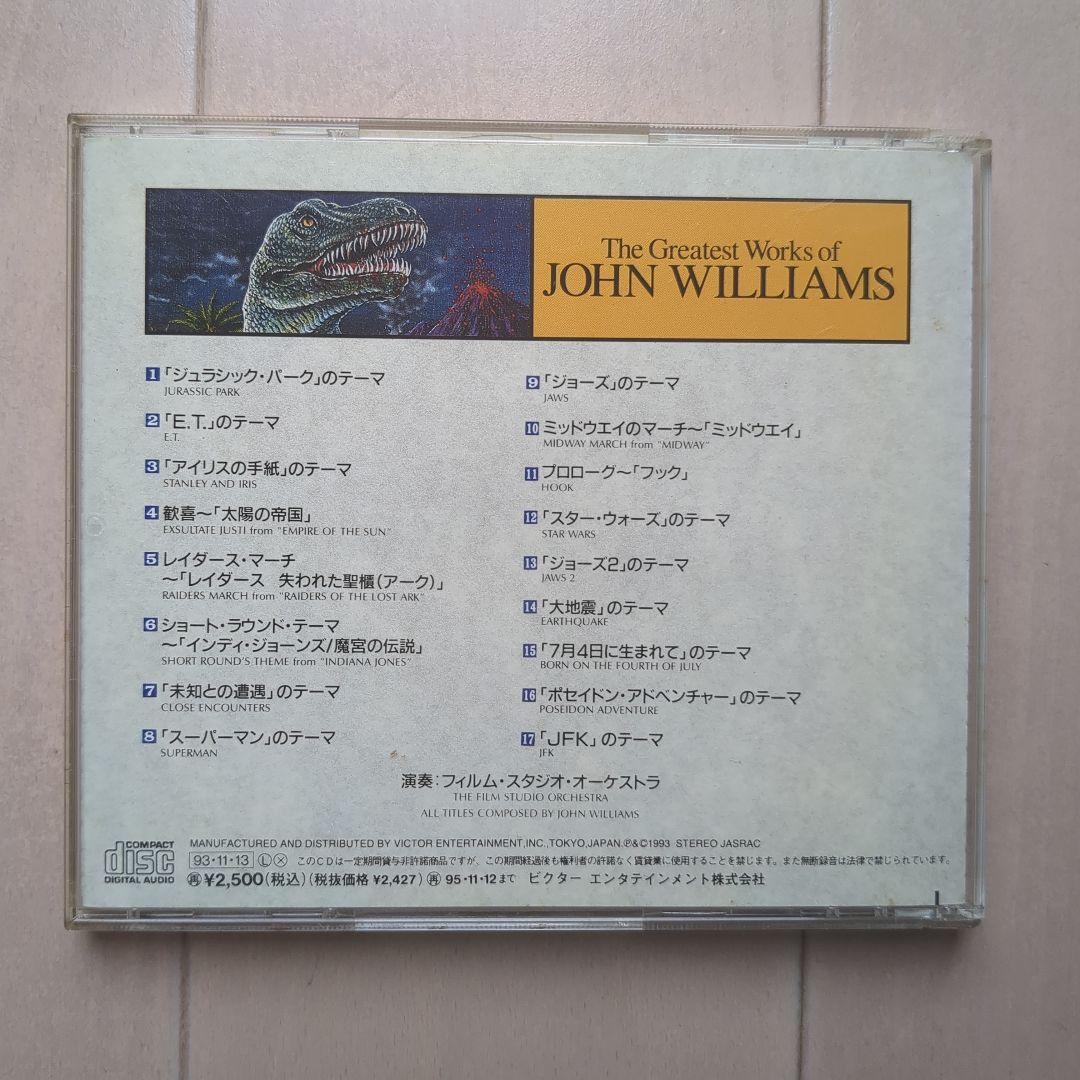 The Greatest Works of
JOHN WILLIAMS
1 「ジュラシック・パーク」のテーマ
JURASSIC PARK
2 「E.T.」のテーマ
E.T.
3 「アイリスの手紙」のテーマ
STANLEY AND IRIS
4 歓喜〜「太陽の帝国」
EXSULTATE JUSTI from "EMPIRE OF THE SUN"
5 レイダース・マーチ
〜「レイダース 失われた聖櫃(アーク)」
RAIDERS MARCH from "RAIDERS OF THE LOST ARK"
6 ショート・ラウンド・テーマ
〜「インディ・ジョーンズ/魔宮の伝説」
SHORT ROUND'S THEME from "INDIANA JONES"
7 「未知との遭遇」のテーマ
CLOSE ENCOUNTERS
8 「スーパーマン」のテーマ
SUPERMAN
9 「ジョーズ」のテーマ
JAWS
10 ミッドウエイのマーチ〜「ミッドウエイ」
MIDWAY MARCH from "MIDWAY"
11 プロローグ〜「フック」
HOOK
12 「スター・ウォーズ」のテーマ
STAR WARS
13 「ジョーズ2」のテーマ
JAWS 2
14 「大地震」のテーマ
EARTHQUAKE
15 「7月4日に生まれて」のテーマ
BORN ON THE FOURTH OF JULY
16 「ポセイドン・アドベンチャー」のテーマ
POSEIDON ADVENTURE
17 「JFK」のテーマ
JFK
演奏:フィルム・スタジオ・オーケストラ
THE FILM STUDIO ORCHESTRA
ALL TITLES COMPOSED BY JOHN WILLIAMS
COMPACT
disc
DIGITAL AUDIO
MANUFACTURED AND DISTRIBUTED BY VICTOR ENTERTAINMENT,INC.,TOKYO,JAPAN.℗&©1993 STEREO JASRAC
93・11・13 Ⓛ ⓧ このCDは一定期間貸与非許諾商品ですが、この期間経過後も権利者の許諾なく賃貸業に使用することを禁じます。また無断録音は法律で禁じられています。
㊞¥2,500(税込)(税抜価格 ¥2,427) 再 95・11・12まで ビクター エンタテインメント株式会社